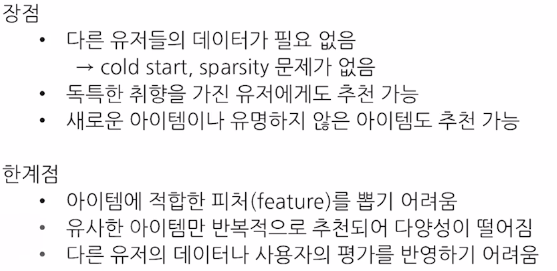 장점
• 다른 유저들의 데이터가 필요 없음
→ cold start, sparsity 문제가 없음
• 독특한 취향을 가진 유저에게도 추천 가능
• 새로운 아이템이나 유명하지 않은 아이템도 추천 가능
한계점
• 아이템에 적합한 피처(feature)를 뽑기 어려움
• 유사한 아이템만 반복적으로 추천되어 다양성이 떨어짐
• 다른 유저의 데이터나 사용자의 평가를 반영하기 어려움